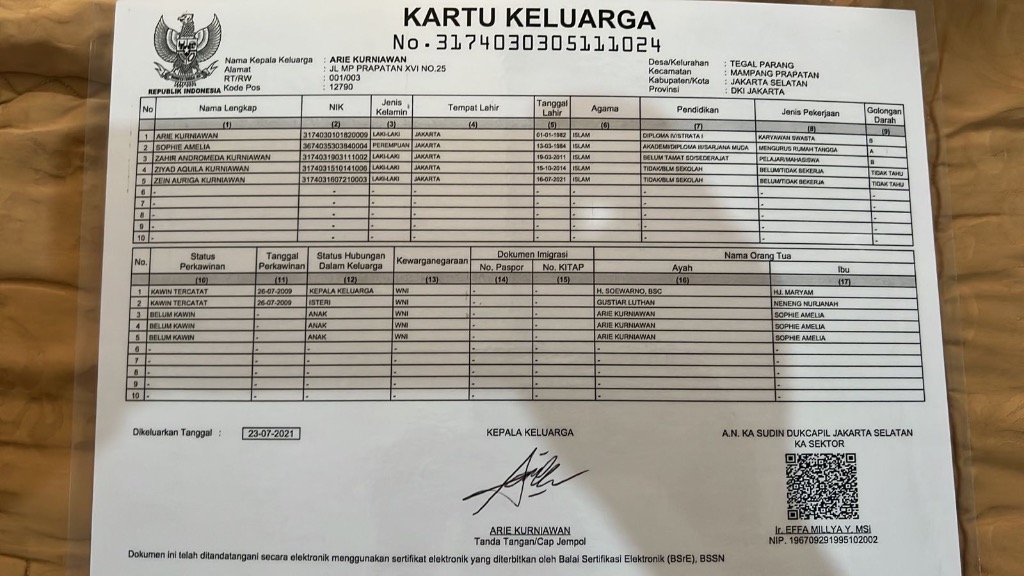 KARTU KELUARGA
No.3174030305111024
REPUBLIK INDONESIA
Nama Kepala Keluarga : ARIE KURNIAWAN
Alamat : JL MP PRAPATAN XVI NO.25
RT/RW : 001/003
Kode Pos : 12790
Desa/Kelurahan : TEGAL PARANG
Kecamatan : MAMPANG PRAPATAN
Kabupaten/Kota : JAKARTA SELATAN
Provinsi : DKI JAKARTA
No Nama Lengkap NIK Jenis Kelamin Tempat Lahir Tanggal Lahir Agama Pendidikan Jenis Pekerjaan Golongan Darah
(1) (2) (3) (4) (5) (6) (7) (8) (9)
1 ARIE KURNIAWAN 3174030101820009 LAKI-LAKI JAKARTA 01-01-1982 ISLAM DIPLOMA IV/STRATA I KARYAWAN SWASTA B
2 SOPHIE AMELIA 3674035303840004 PEREMPUAN JAKARTA 13-03-1984 ISLAM AKADEMI/DIPLOMA III/SARJANA MUDA MENGURUS RUMAH TANGGA A
3 ZAHIR ANDROMEDA KURNIAWAN 3174031903111002 LAKI-LAKI JAKARTA 19-03-2011 ISLAM BELUM TAMAT SD/SEDERAJAT PELAJAR/MAHASISWA B
4 ZIYAD AQUILA KURNIAWAN 3174031510141006 LAKI-LAKI JAKARTA 15-10-2014 ISLAM TIDAK/BLM SEKOLAH BELUM/TIDAK BEKERJA TIDAK TAHU
5 ZEIN AURIGA KURNIAWAN 3174031607210003 LAKI-LAKI JAKARTA 16-07-2021 ISLAM TIDAK/BLM SEKOLAH BELUM/TIDAK BEKERJA TIDAK TAHU
6 - - - - - - - -
7 - - - - - - - -
8 - - - - - - - -
9 - - - - - - - -
10 - - - - - - - -
No. Status Perkawinan Tanggal Perkawinan Status Hubungan Dalam Keluarga Kewarganegaraan Dokumen Imigrasi Nama Orang Tua
No. Paspor No. KITAP Ayah Ibu
(10) (11) (12) (13) (14) (15) (16) (17)
1 KAWIN TERCATAT 26-07-2009 KEPALA KELUARGA WNI - - H. SOEWARNO, BSC HJ. MARYAM
2 KAWIN TERCATAT 26-07-2009 ISTERI WNI - - GUSTIAR LUTHAN NENENG NURJANAH
3 BELUM KAWIN - ANAK WNI - - ARIE KURNIAWAN SOPHIE AMELIA
4 BELUM KAWIN - ANAK WNI - - ARIE KURNIAWAN SOPHIE AMELIA
5 BELUM KAWIN - ANAK WNI - - ARIE KURNIAWAN SOPHIE AMELIA
6 - - - - - - - -
7 - - - - - - - -
8 - - - - - - - -
9 - - - - - - - -
10 - - - - - - - -
Dikeluarkan Tanggal : 23-07-2021
KEPALA KELUARGA
ARIE KURNIAWAN
Tanda Tangan/Cap Jempol
A.N. KA SUDIN DUKCAPIL JAKARTA SELATAN
KA SEKTOR
Ir. EFFA MILLYA Y. MSi
NIP. 196709291995102002
Dokumen ini telah ditandatangani secara elektronik menggunakan sertifikat elektronik yang diterbitkan oleh Balai Sertifikasi Elektronik (BSrE), BSSN